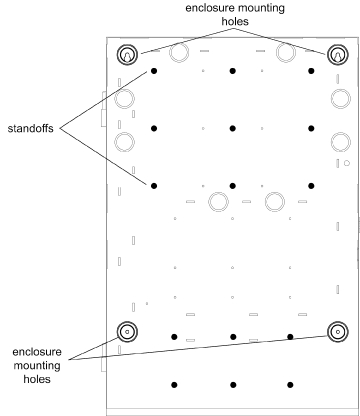 enclosure mounting
holes
standoffs
enclosure
mounting
holes